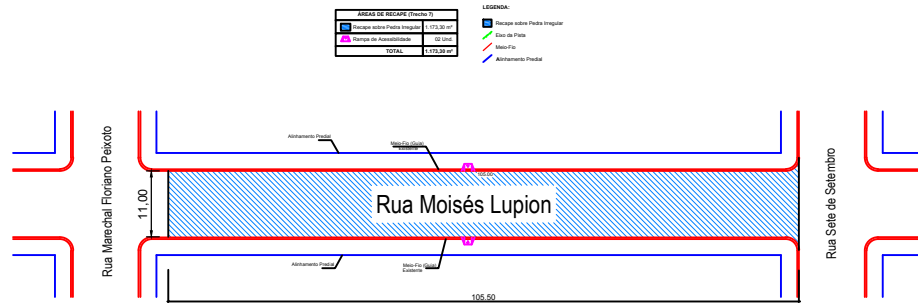 ÁREAS DE RECAPE (Trecho 7)
Recape sobre Pedra Irregular 1.173,30 m²
Rampa de Acessibilidade 02 Und.
TOTAL 1.173,30 m²
LEGENDA:
Recape sobre Pedra Irregular
Eixo da Pista
Meio-Fio
Alinhamento Predial
Alinhamento Predial
Meio-Fio (Guia)
Existente
105.00
Rua Marechal Floriano Peixoto
11,00
Rua Moisés Lupion
Rua Sete de Setembro
Alinhamento Predial
Meio-Fio (Guia)
Existente
105.50